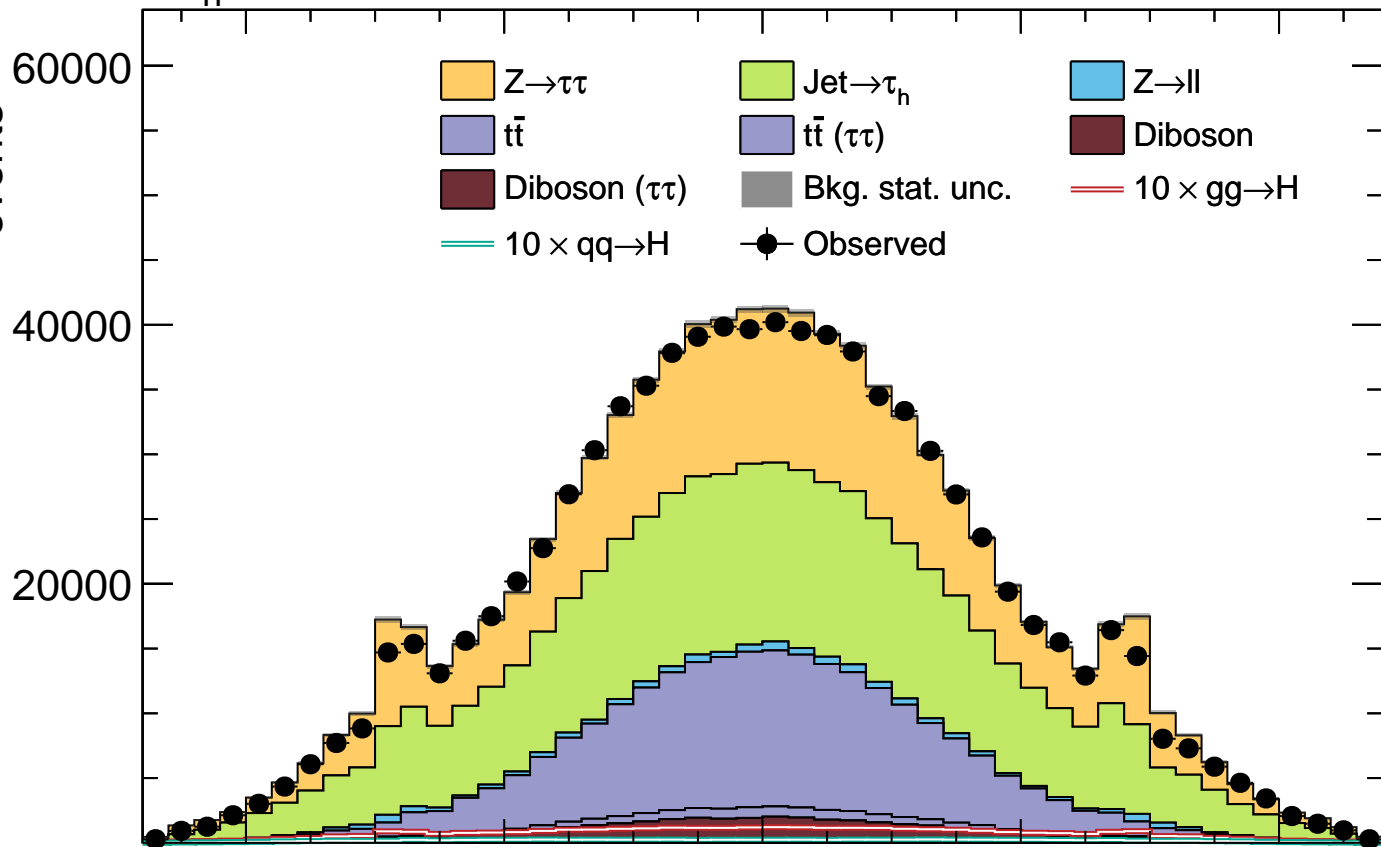 60000
Z→ττ Jet→τh Z→ll
tt̄ tt̄ (ττ) Diboson
Diboson (ττ) Bkg. stat. unc. 10 × gg→H
10 × qq→H Observed
40000
20000